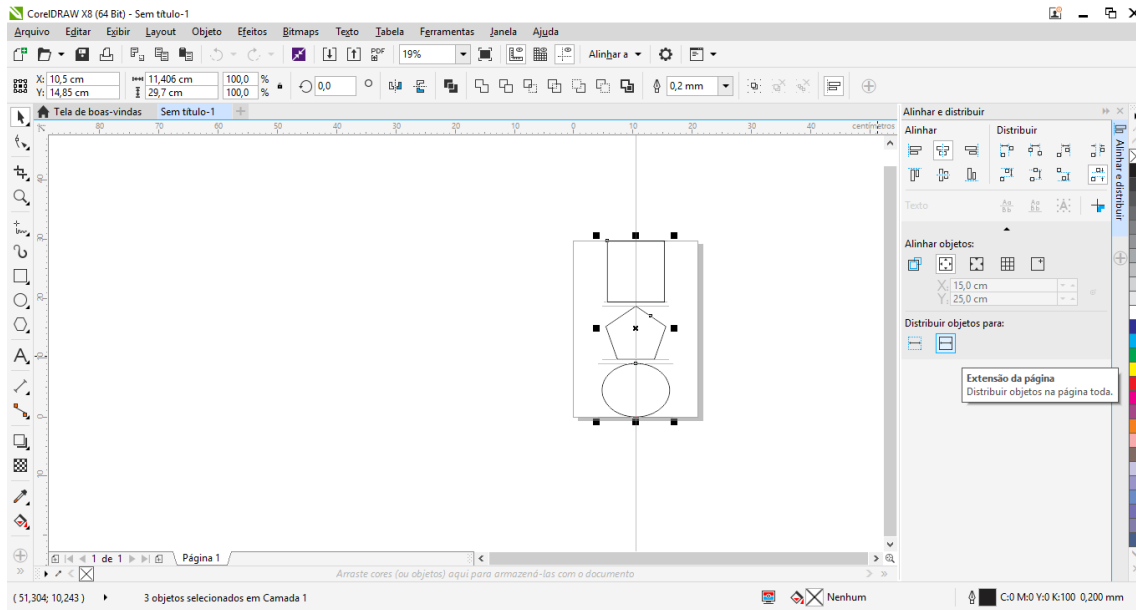 CorelDRAW X8 (64 Bit) - Sem título-1
Arquivo Editar Exibir Layout Objeto Efeitos Bitmaps Texto Tabela Ferramentas Janela Ajuda
PDF 19% Alinhar a
X: 10,5 cm 11,406 cm 100,0 % 0,0 0,2 mm
Y: 14,85 cm 29,7 cm 100,0 %
Tela de boas-vindas Sem título-1
80 70 60 50 40 30 20 10 0 10 20 30 40 centímetros
Alinhar e distribuir
Alinhar Distribuir
Texto
Alinhar objetos:
X: 15,0 cm
Y: 25,0 cm
Distribuir objetos para:
Extensão da página
Distribuir objetos na página toda.
Alinhar e distribuir
1 de 1 Página 1
Arraste cores (ou objetos) aqui para armazená-las com o documento
( 51,304; 10,243 ) 3 objetos selecionados em Camada 1 Nenhum C:0 M:0 Y:0 K:100 0,200 mm